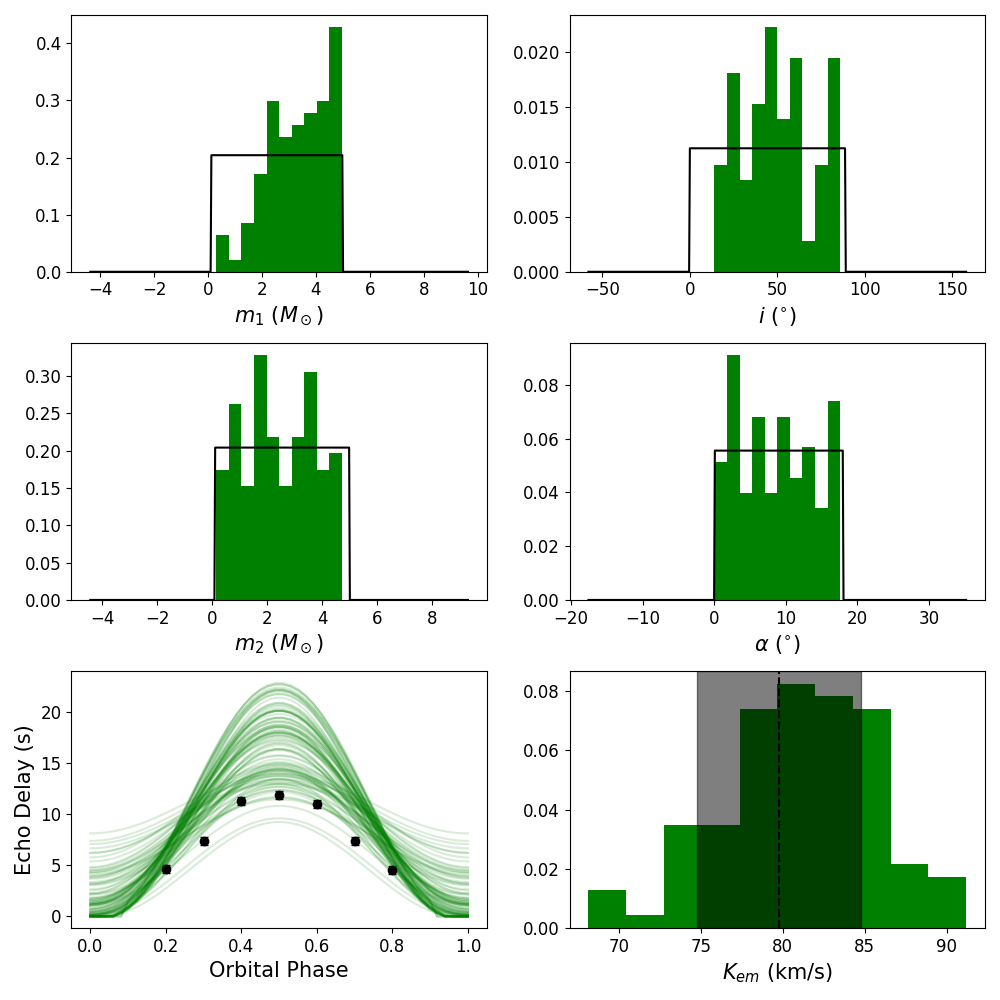 0.4
0.3
0.2
0.1
0.0
−4 −2 0 2 4 6 8 10
m₁ (M⊙)
0.020
0.015
0.010
0.005
0.000
−50 0 50 100 150
i (°)
0.30
0.25
0.20
0.15
0.10
0.05
0.00
−4 −2 0 2 4 6 8
m₂ (M⊙)
0.08
0.06
0.04
0.02
0.00
−20 −10 0 10 20 30
α (°)
Echo Delay (s)
20
15
10
5
0
0.0 0.2 0.4 0.6 0.8 1.0
Orbital Phase
0.08
0.06
0.04
0.02
0.00
70 75 80 85 90
K_em (km/s)